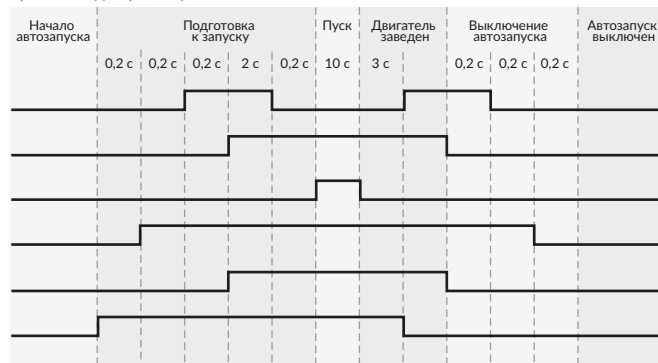 Начало
автозапуска
Подготовка
к запуску
Пуск
Двигатель
заведен
Выключение
автозапуска
Автозапуск
выключен
0,2 с 0,2 с 0,2 с 2 с 0,2 с 10 с 3 с 0,2 с 0,2 с 0,2 с